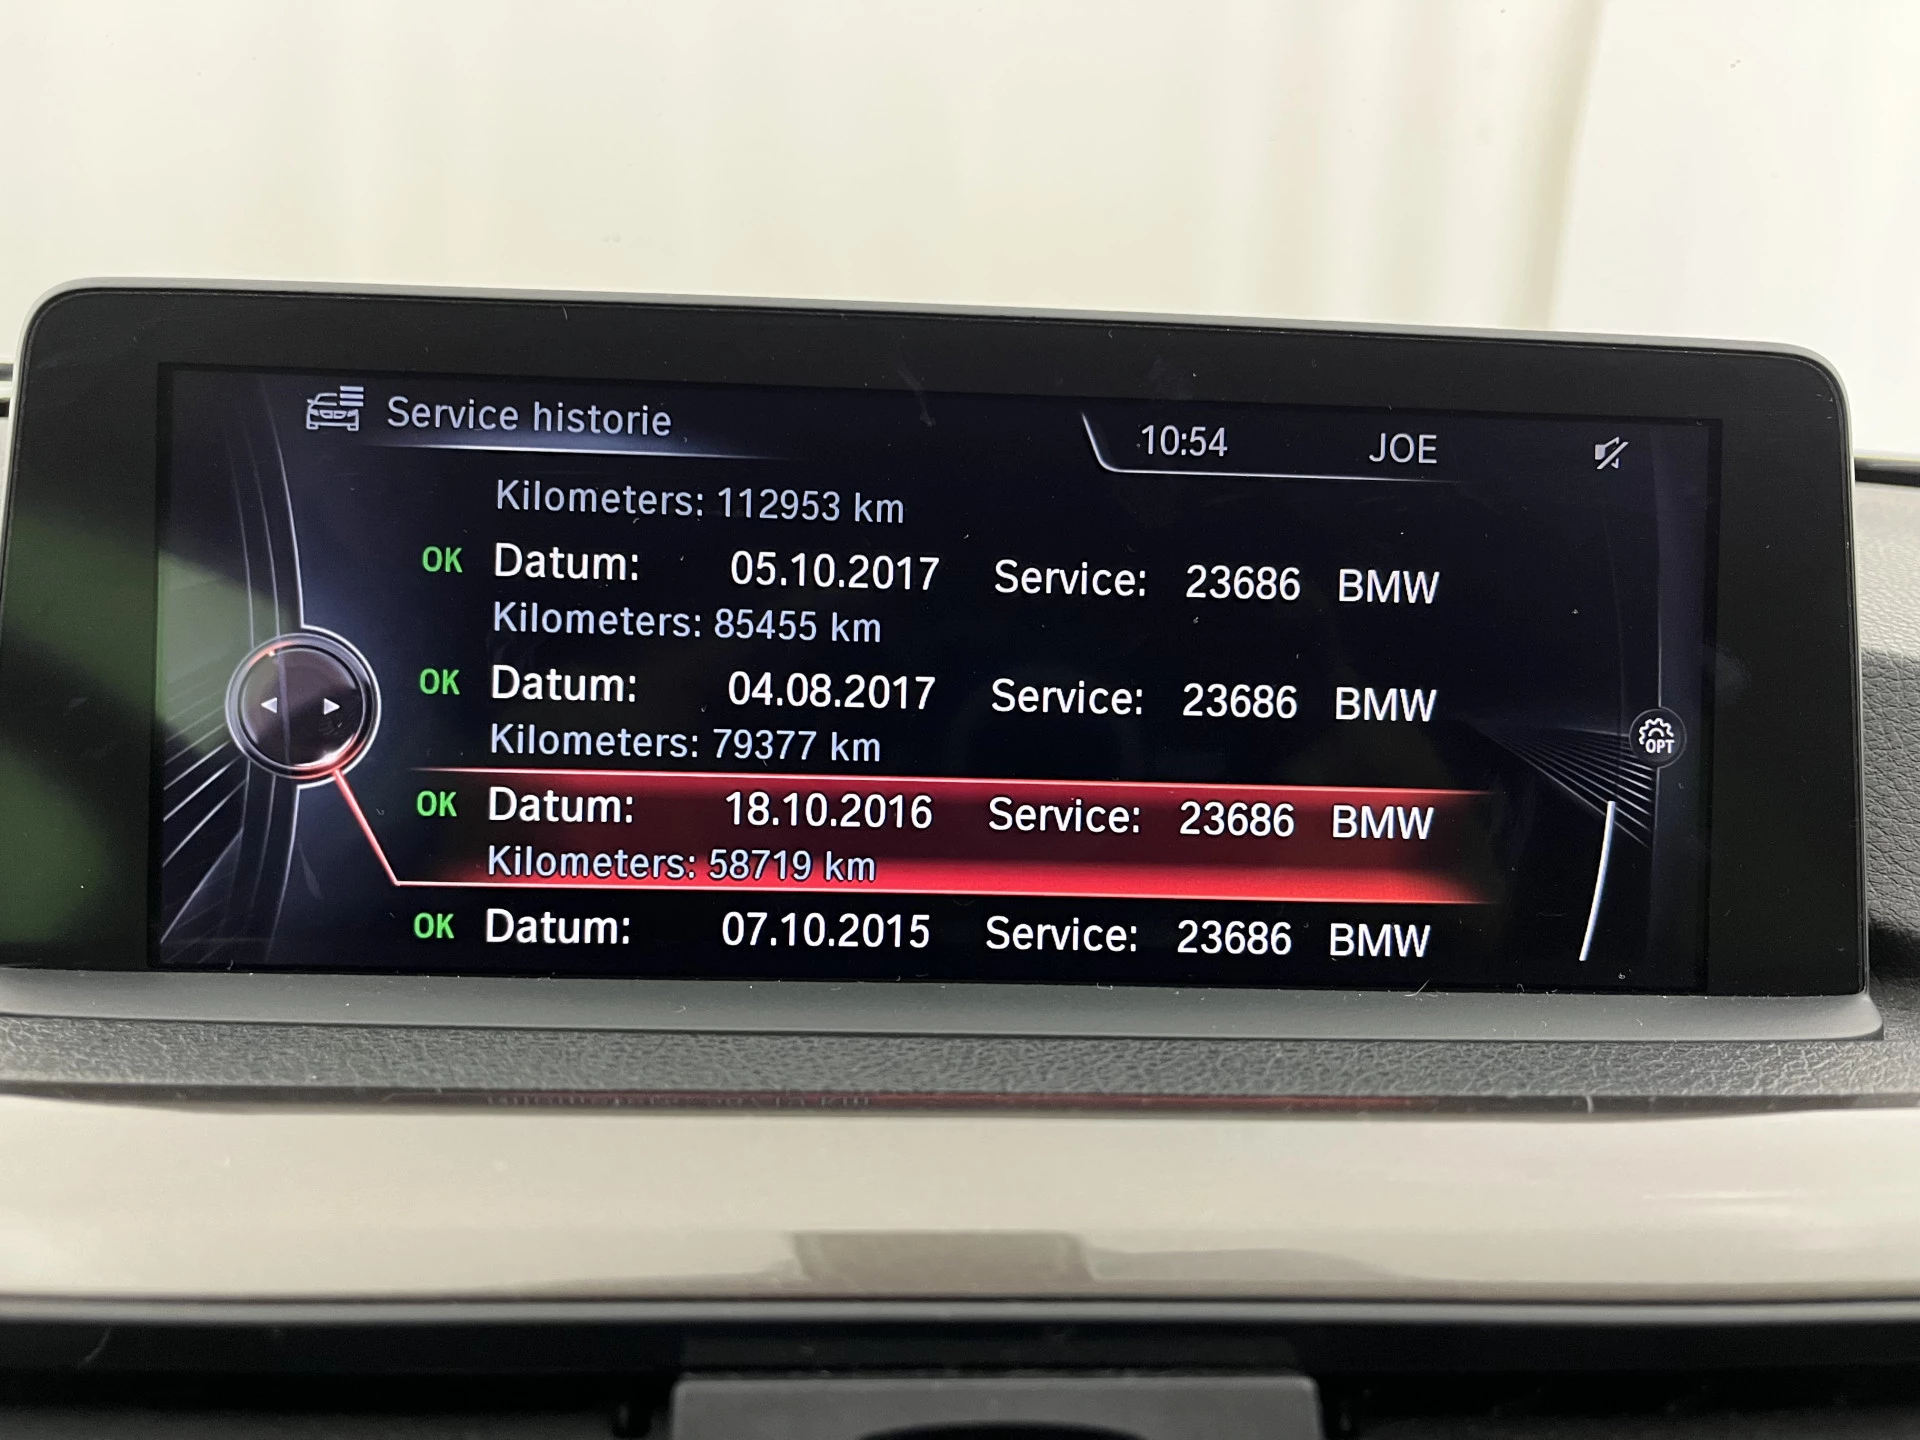 Service historie
10:54 JOE
Kilometers: 112953 km
OK Datum: 05.10.2017 Service: 23686 BMW
Kilometers: 85455 km
OK Datum: 04.08.2017 Service: 23686 BMW
Kilometers: 79377 km
OPT
OK Datum: 18.10.2016 Service: 23686 BMW
Kilometers: 58719 km
OK Datum: 07.10.2015 Service: 23686 BMW